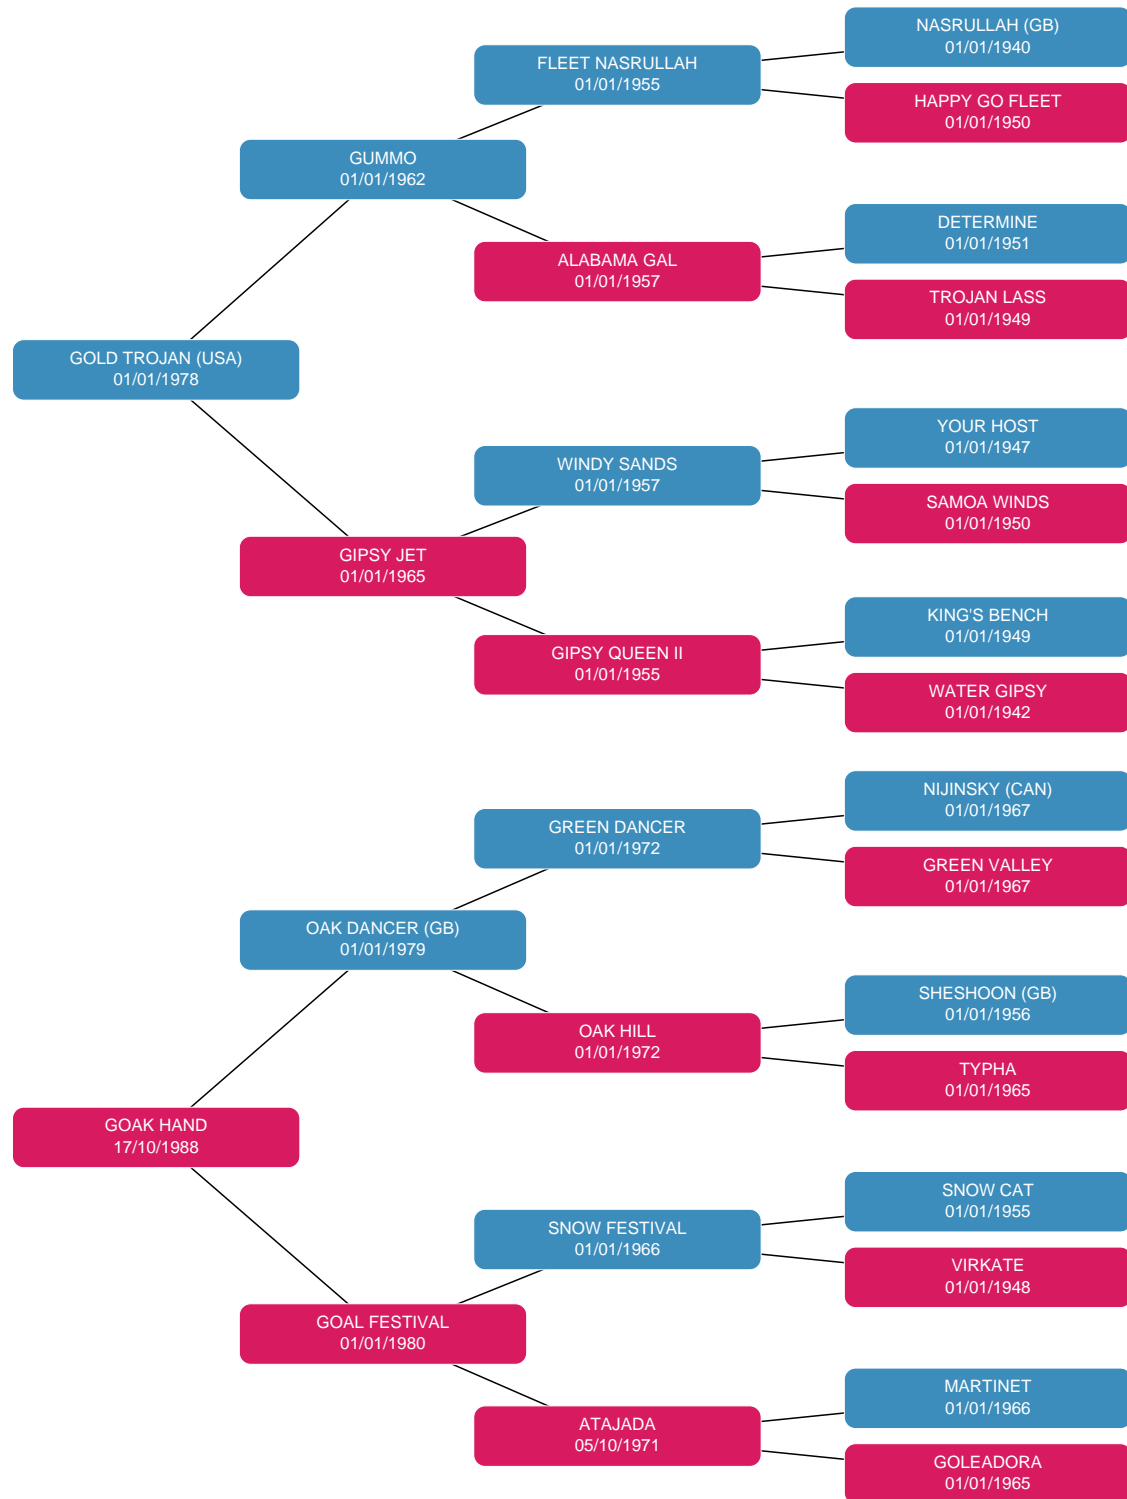 NASRULLAH (GB)
01/01/1940
FLEET NASRULLAH
01/01/1955
HAPPY GO FLEET
01/01/1950
GUMMO
01/01/1962
DETERMINE
01/01/1951
ALABAMA GAL
01/01/1957
TROJAN LASS
01/01/1949
GOLD TROJAN (USA)
01/01/1978
YOUR HOST
01/01/1947
WINDY SANDS
01/01/1957
SAMOA WINDS
01/01/1950
GIPSY JET
01/01/1965
KING'S BENCH
01/01/1949
GIPSY QUEEN II
01/01/1955
WATER GIPSY
01/01/1942
NIJINSKY (CAN)
01/01/1967
GREEN DANCER
01/01/1972
GREEN VALLEY
01/01/1967
OAK DANCER (GB)
01/01/1979
SHESHOON (GB)
01/01/1956
OAK HILL
01/01/1972
TYPHA
01/01/1965
GOAK HAND
17/10/1988
SNOW CAT
01/01/1955
SNOW FESTIVAL
01/01/1966
VIRKATE
01/01/1948
GOAL FESTIVAL
01/01/1980
MARTINET
01/01/1966
ATAJADA
05/10/1971
GOLEADORA
01/01/1965